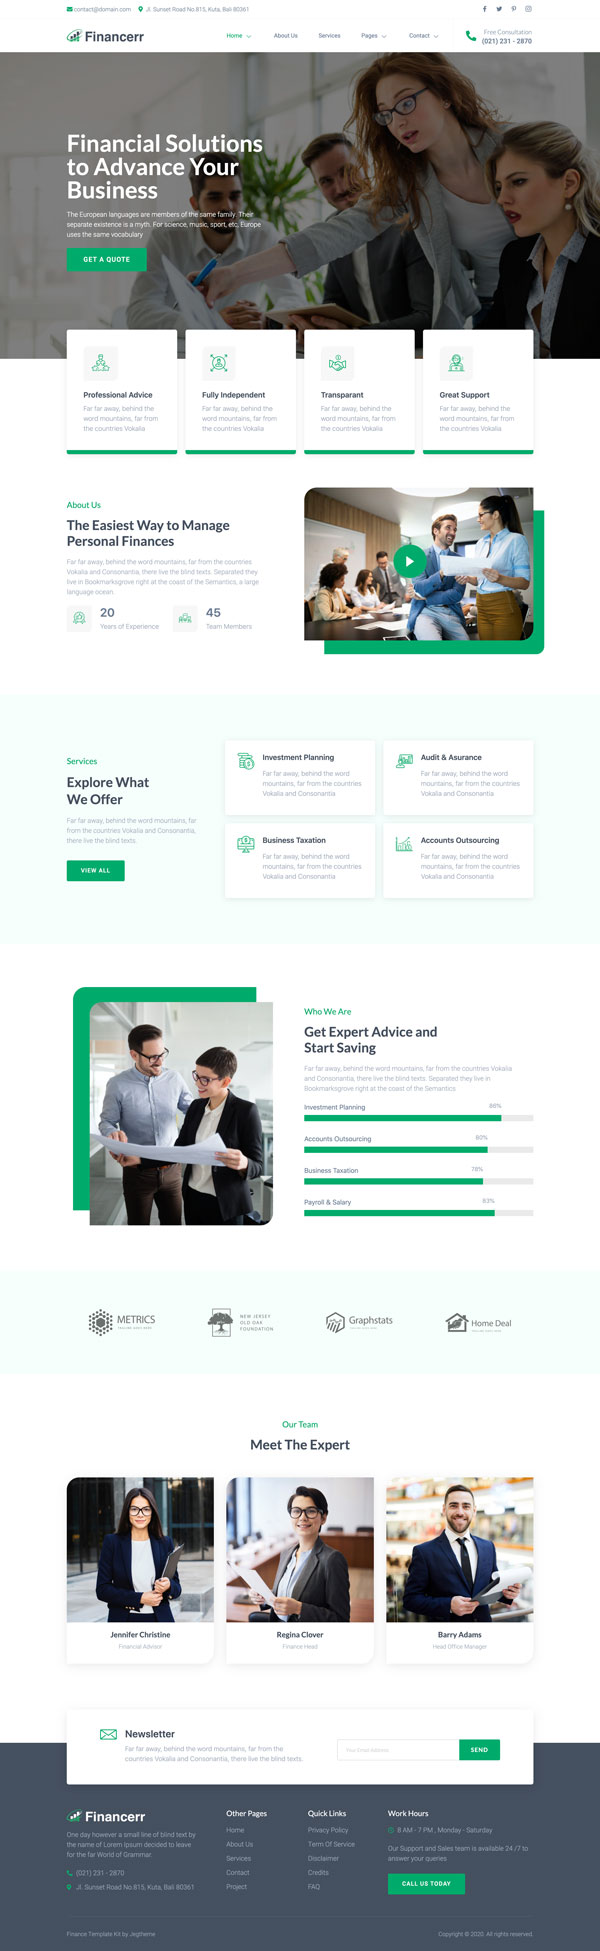 contact@domain.com Jl. Sunset Road No.815, Kuta, Bali 80361
Financerr
Home About Us Services Pages Contact
Free Consultation
(021) 231 - 2870
Financial Solutions
to Advance Your
Business
The European languages are members of the same family. Their
separate existence is a myth. For science, music, sport, etc, Europe
uses the same vocabulary
GET A QUOTE
Professional Advice
Far far away, behind the
word mountains, far from
the countries Vokalia
Fully Independent
Far far away, behind the
word mountains, far from
the countries Vokalia
Transparant
Far far away, behind the
word mountains, far from
the countries Vokalia
Great Support
Far far away, behind the
word mountains, far from
the countries Vokalia
About Us
The Easiest Way to Manage
Personal Finances
Far far away, behind the word mountains, far from the countries
Vokalia and Consonantia, there live the blind texts. Separated they
live in Bookmarksgrove right at the coast of the Semantics, a large
language ocean.
20
Years of Experience
45
Team Members
Services
Explore What
We Offer
Far far away, behind the word mountains, far
from the countries Vokalia and Consonantia,
there live the blind texts.
VIEW ALL
Investment Planning
Far far away, behind the word
mountains, far from the countries
Vokalia and Consonantia
Audit & Asurance
Far far away, behind the word
mountains, far from the countries
Vokalia and Consonantia
Business Taxation
Far far away, behind the word
mountains, far from the countries
Vokalia and Consonantia
Accounts Outsourcing
Far far away, behind the word
mountains, far from the countries
Vokalia and Consonantia
Who We Are
Get Expert Advice and
Start Saving
Far far away, behind the word mountains, far from the countries Vokalia
and Consonantia, there live the blind texts. Separated they live in
Bookmarksgrove right at the coast of the Semantics
Investment Planning 86%
Accounts Outsourcing 80%
Business Taxation 78%
Payroll & Salary 83%
METRICS
NEW JERSEY
OLD OAK
FOUNDATION
Graphstats
Home Deal
Our Team
Meet The Expert
Jennifer Christine
Financial Advisor
Regina Clover
Finance Head
Barry Adams
Head Office Manager
Newsletter
Far far away, behind the word mountains, far from the
countries Vokalia and Consonantia, there live the blind texts.
Your Email Address
SEND
Financerr
One day however a small line of blind text by
the name of Lorem Ipsum decided to leave
for the far World of Grammar.
(021) 231 - 2870
Jl. Sunset Road No.815, Kuta, Bali 80361
Other Pages
Home
About Us
Services
Contact
Project
Quick Links
Privacy Policy
Term Of Service
Disclaimer
Credits
FAQ
Work Hours
8 AM - 7 PM , Monday - Saturday
Our Support and Sales team is available 24 /7 to
answer your queries
CALL US TODAY
Finance Template Kit by Jegtheme
Copyright © 2020. All rights reserved.